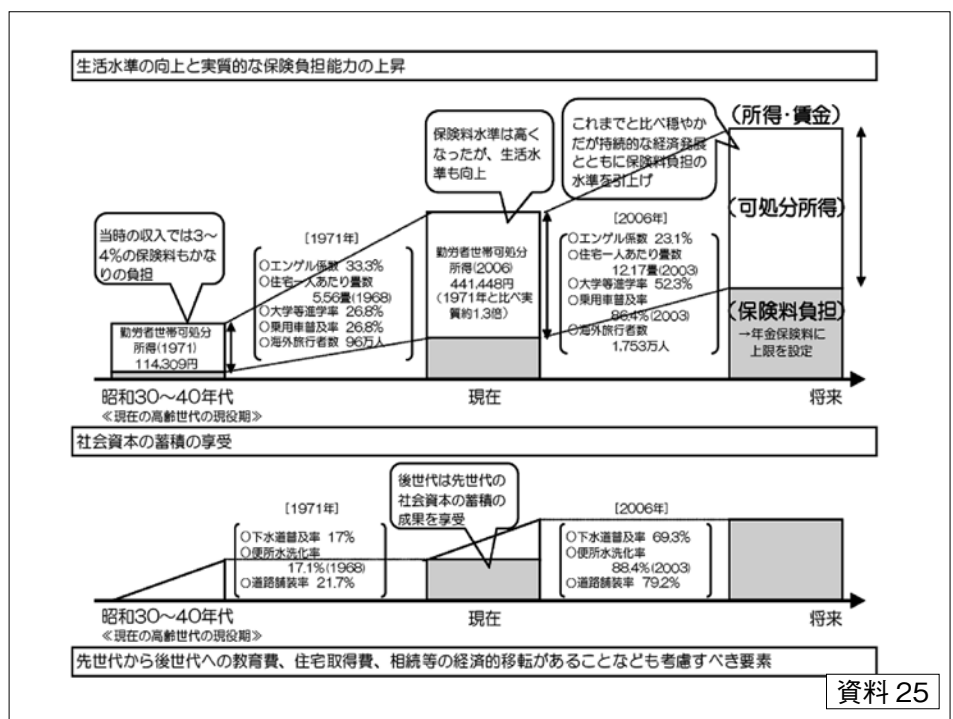 生活水準の向上と実質的な保険負担能力の上昇
当時の収入では3～
4％の保険料もかな
りの負担
勤労者世帯可処分
所得(1971)
114,309円
[1971年]
○エンゲル係数 33.3%
○住宅一人あたり畳数
5.56畳(1968)
○大学等進学率 26.8%
○乗用車普及率 26.8%
○海外旅行者数 96万人
保険料水準は高く
なったが、生活水
準も向上
勤労者世帯可処分
所得(2006)
441,448円
(1971年と比べ実
質約1.3倍)
これまでと比べ穏やか
だが持続的な経済発展
とともに保険料負担の
水準を引上げ
[2006年]
○エンゲル係数 23.1%
○住宅一人あたり畳数
12.17畳(2003)
○大学等進学率 52.3%
○乗用車普及率
86.4%(2003)
○海外旅行者数
1,753万人
(所得・賃金)
(可処分所得)
(保険料負担)
→年金保険料に
上限を設定
昭和30～40年代
≪現在の高齢世代の現役期≫
現在
将来
社会資本の蓄積の享受
[1971年]
○下水道普及率 17%
○便所水洗化率
17.1%(1968)
○道路舗装率 21.7%
後世代は先世代の
社会資本の蓄積の
成果を享受
[2006年]
○下水道普及率 69.3%
○便所水洗化率
88.4%(2003)
○道路舗装率 79.2%
昭和30～40年代
≪現在の高齢世代の現役期≫
現在
将来
先世代から後世代への教育費、住宅取得費、相続等の経済的移転があることなども考慮すべき要素
資料 25